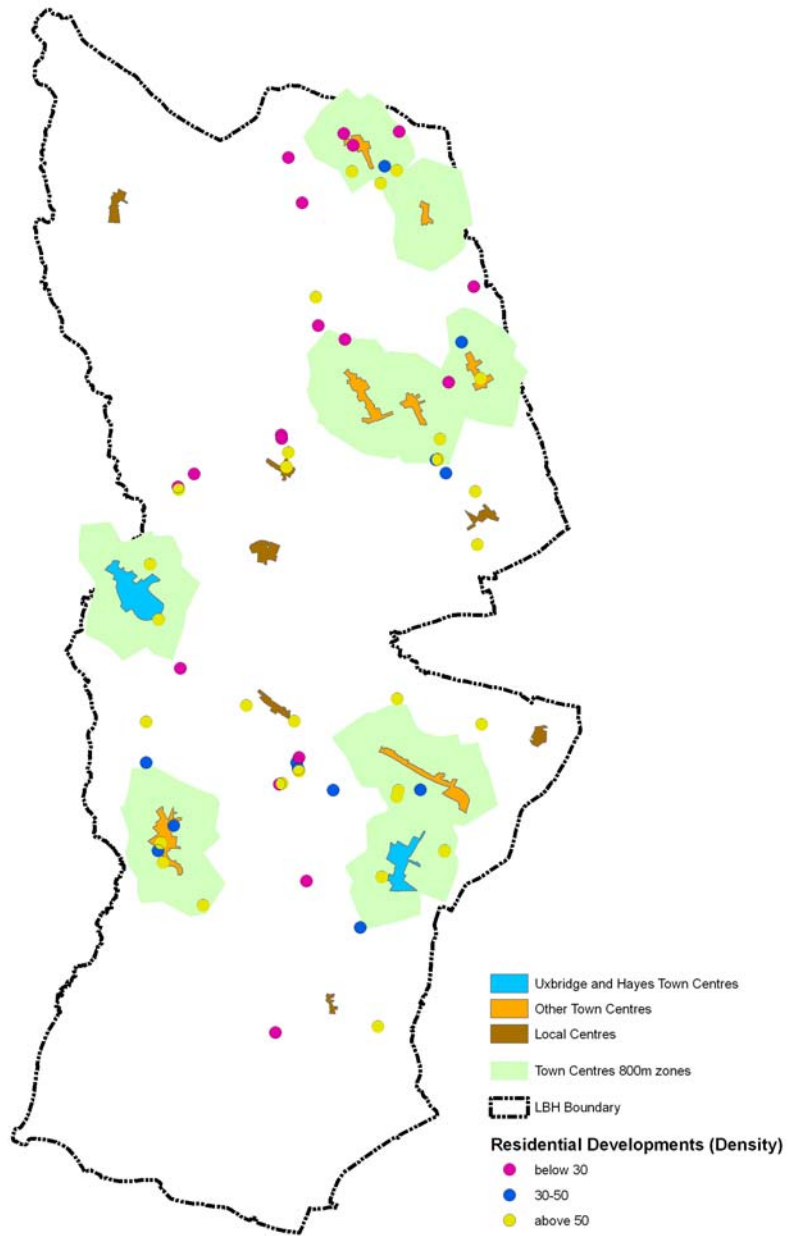 Uxbridge and Hayes Town Centres
Other Town Centres
Local Centres
Town Centres 800m zones
LBH Boundary
Residential Developments (Density)
below 30
30-50
above 50